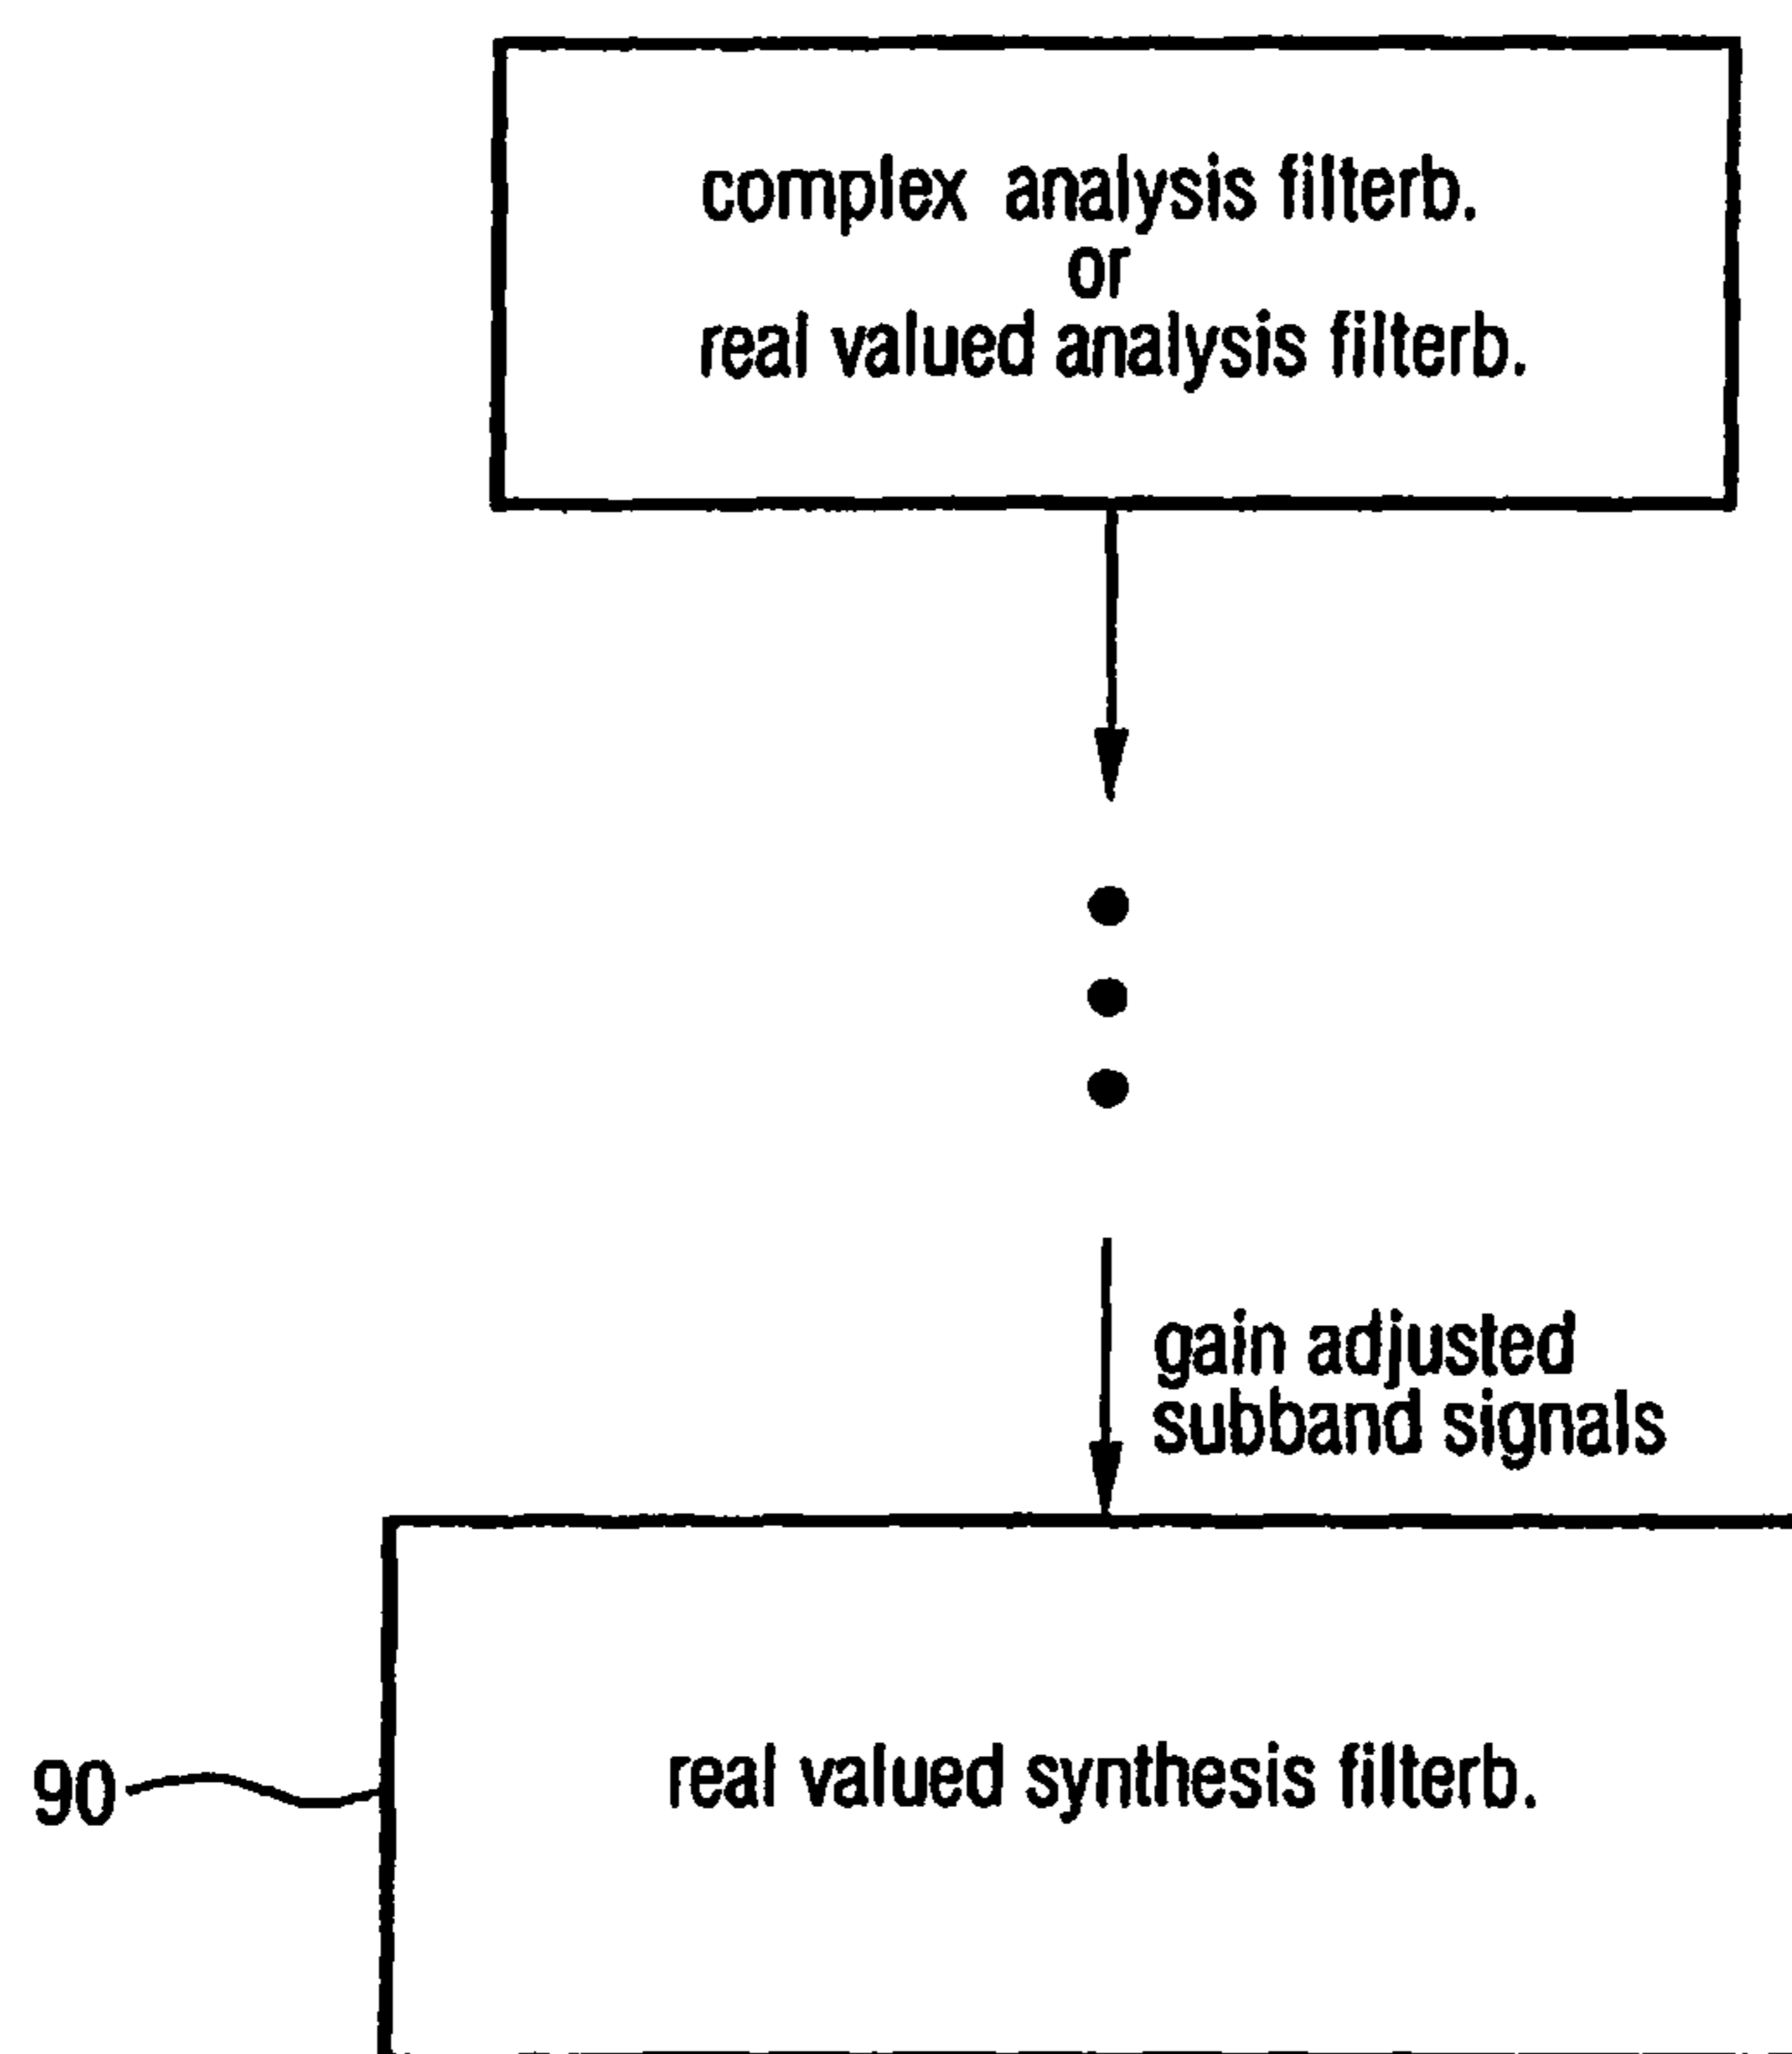 complex analysis filterb.
or
real valued analysis filterb.
gain adjusted
subband signals
90
real valued synthesis filterb.